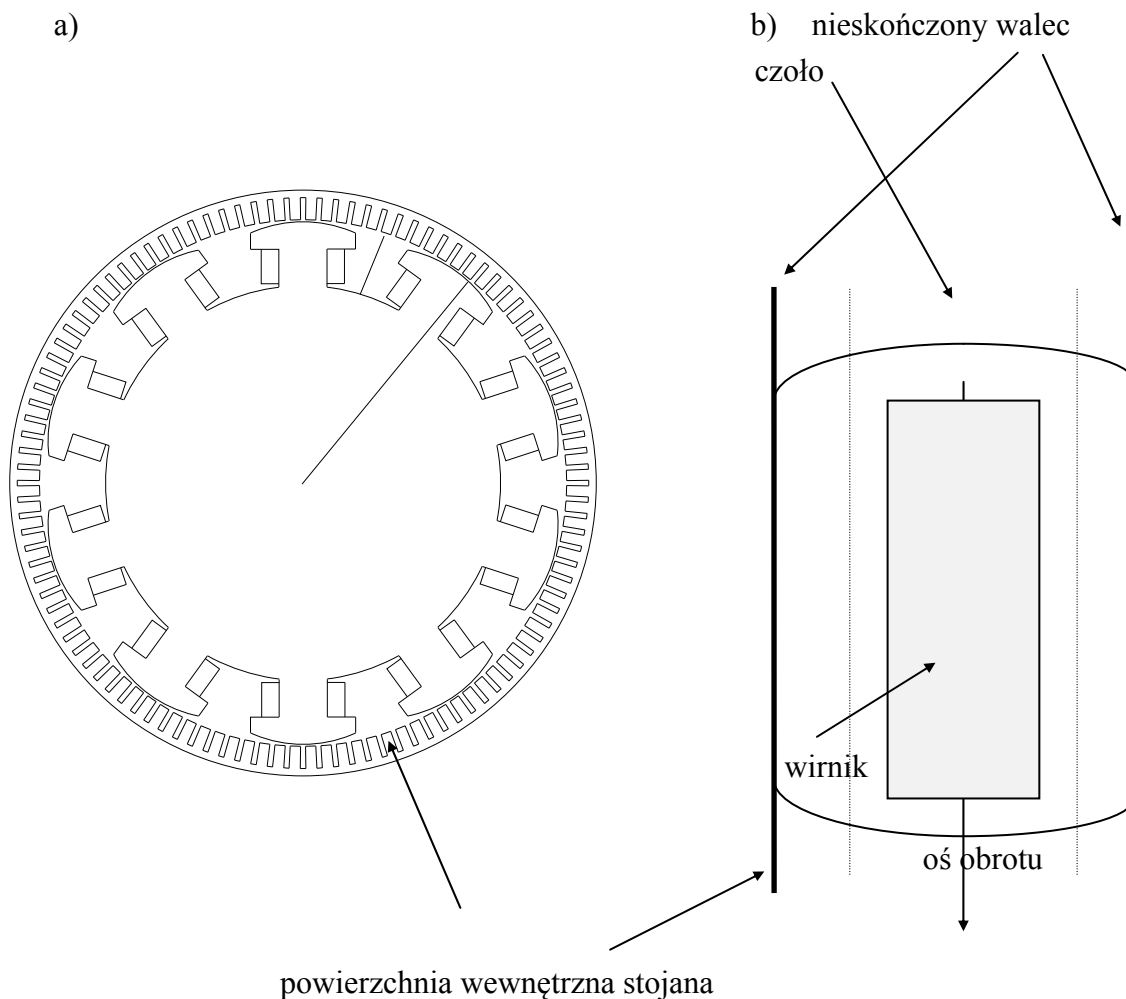 a)
b) nieskończony walec
czoło
wirnik
oś obrotu
powierzchnia wewnętrzna stojana